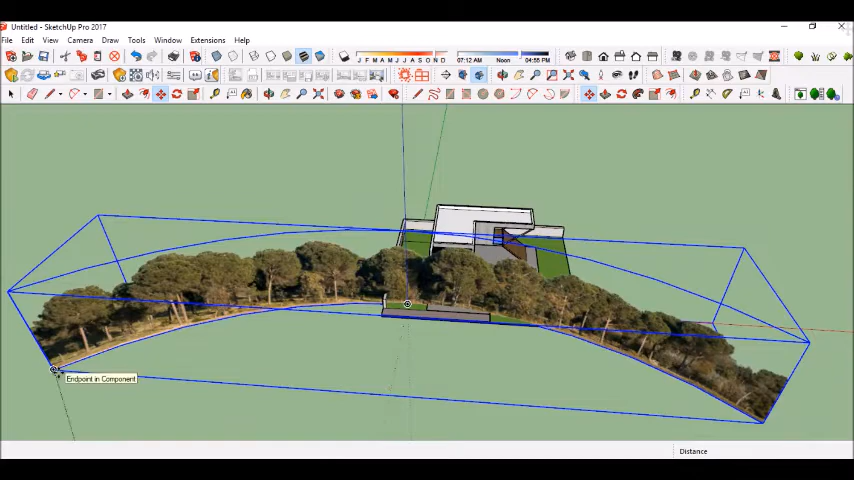 Untitled - SketchUp Pro 2017
File Edit View Camera Draw Tools Window Extensions Help
J F M A M J J A S O N D 07:12 AM Noon 04:55 PM
Endpoint in Component
Distance